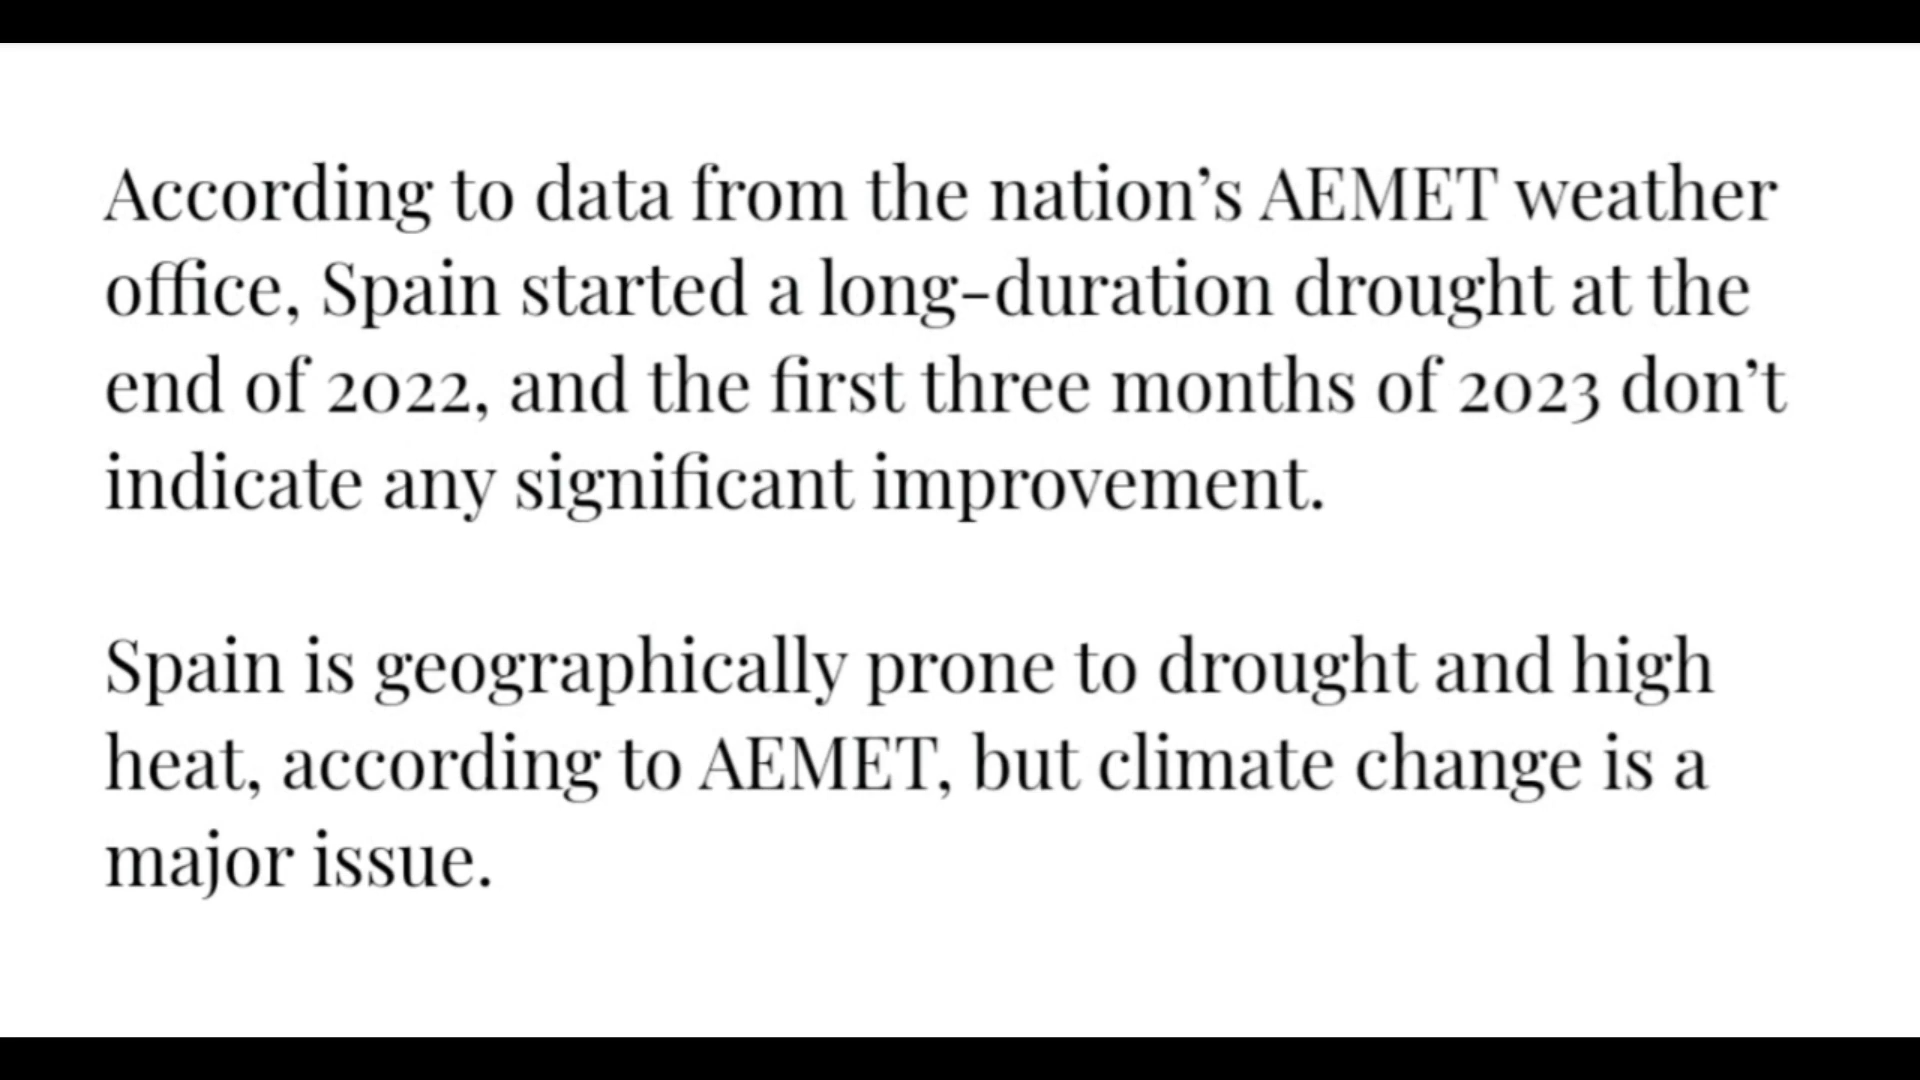 According to data from the nation’s AEMET weather
office, Spain started a long-duration drought at the
end of 2022, and the first three months of 2023 don’t
indicate any significant improvement.
Spain is geographically prone to drought and high
heat, according to AEMET, but climate change is a
major issue.